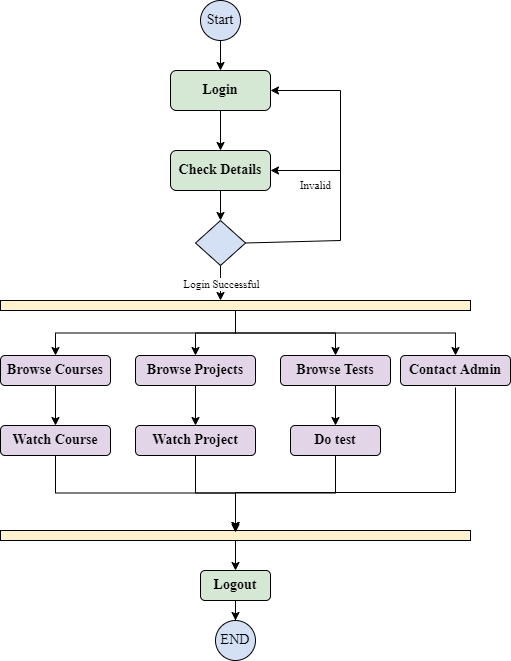 Start
Login
Check Details
Invalid
Login Successful
Browse Courses
Browse Projects
Browse Tests
Contact Admin
Watch Course
Watch Project
Do test
Logout
END